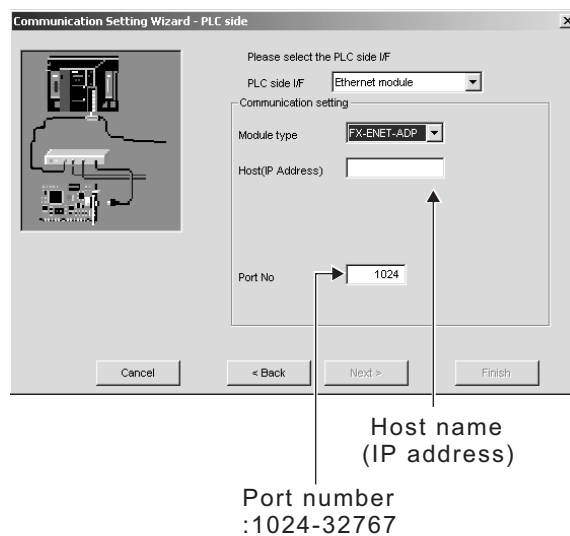 Communication Setting Wizard - PLC side
Please select the PLC side I/F
PLC side I/F Ethernet module
Communication setting
Module type FX-ENET-ADP
Host(IP Address)
Port No 1024
Cancel < Back Next > Finish
Host name
(IP address)
Port number
:1024-32767